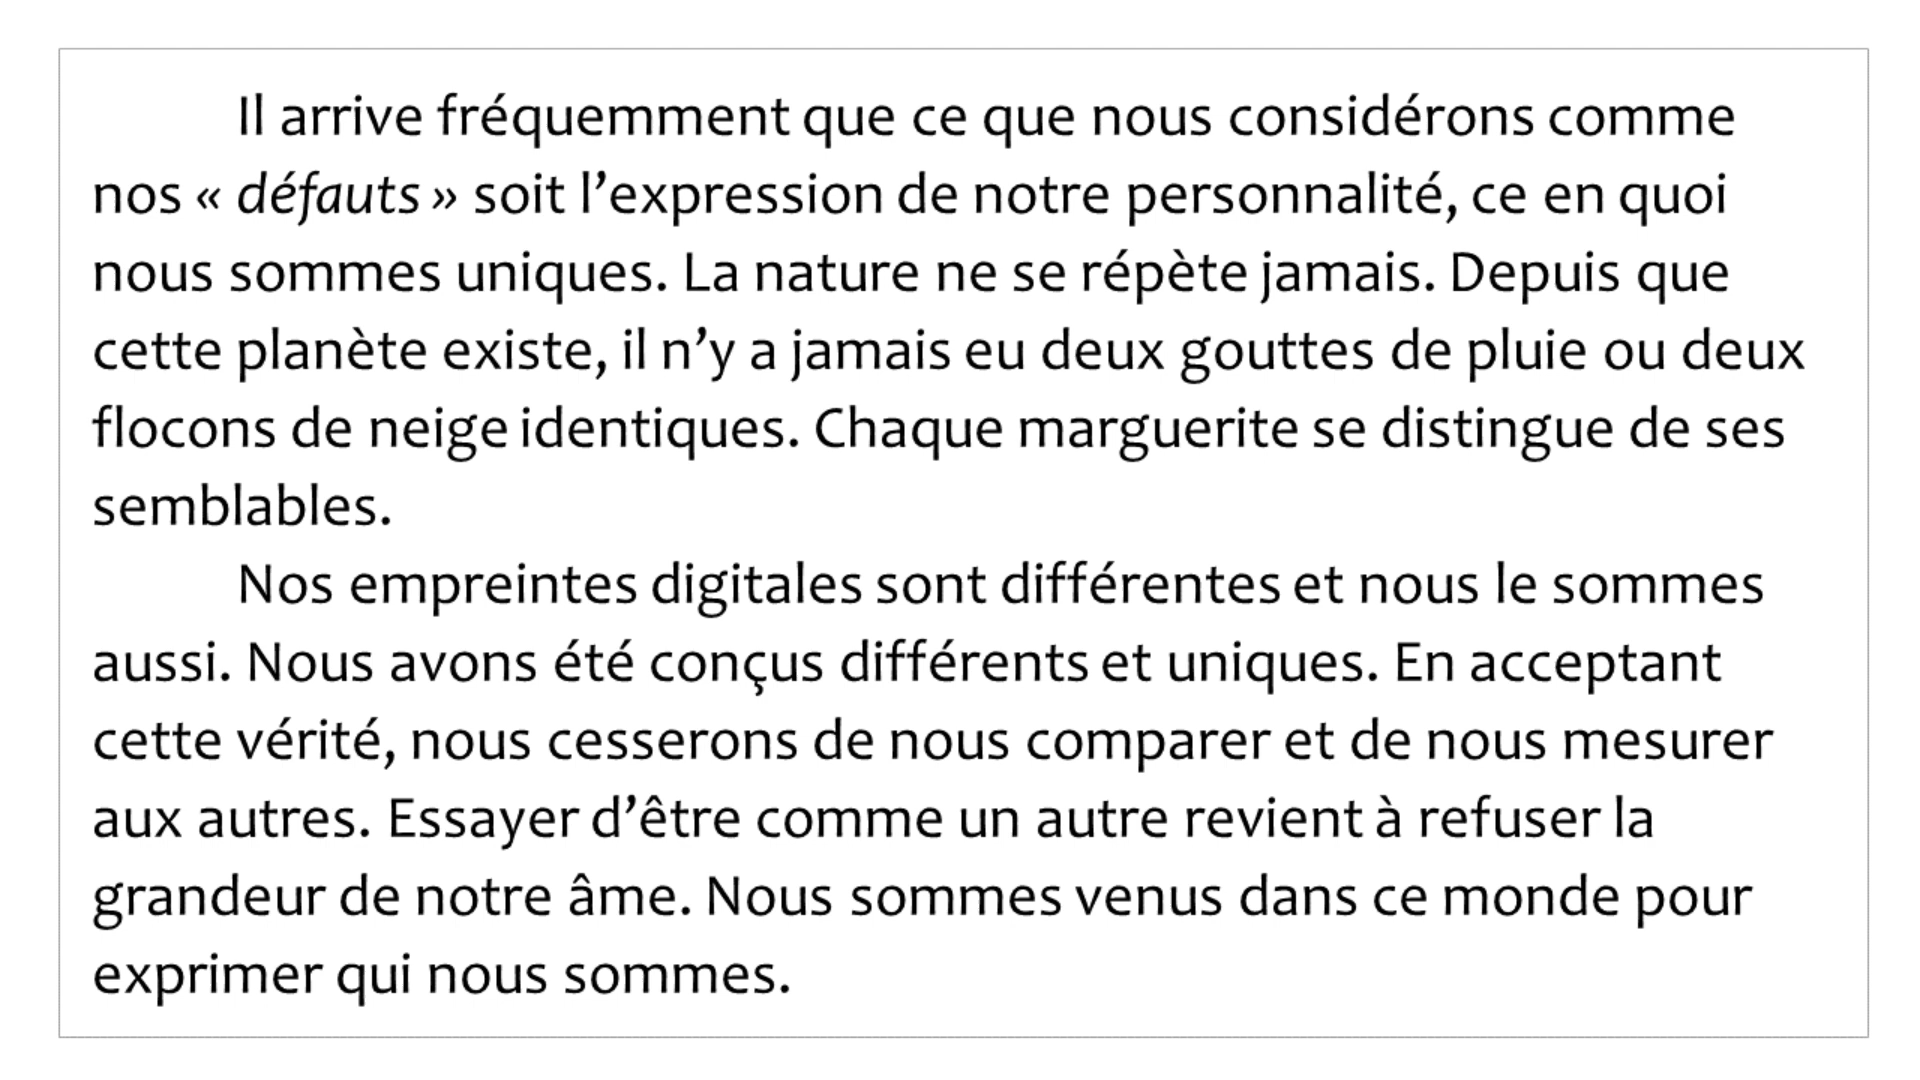 Il arrive fréquemment que ce que nous considérons comme
nos « défauts » soit l’expression de notre personnalité, ce en quoi
nous sommes uniques. La nature ne se répète jamais. Depuis que
cette planète existe, il n’y a jamais eu deux gouttes de pluie ou deux
flocons de neige identiques. Chaque marguerite se distingue de ses
semblables.
Nos empreintes digitales sont différentes et nous le sommes
aussi. Nous avons été conçus différents et uniques. En acceptant
cette vérité, nous cesserons de nous comparer et de nous mesurer
aux autres. Essayer d’être comme un autre revient à refuser la
grandeur de notre âme. Nous sommes venus dans ce monde pour
exprimer qui nous sommes.